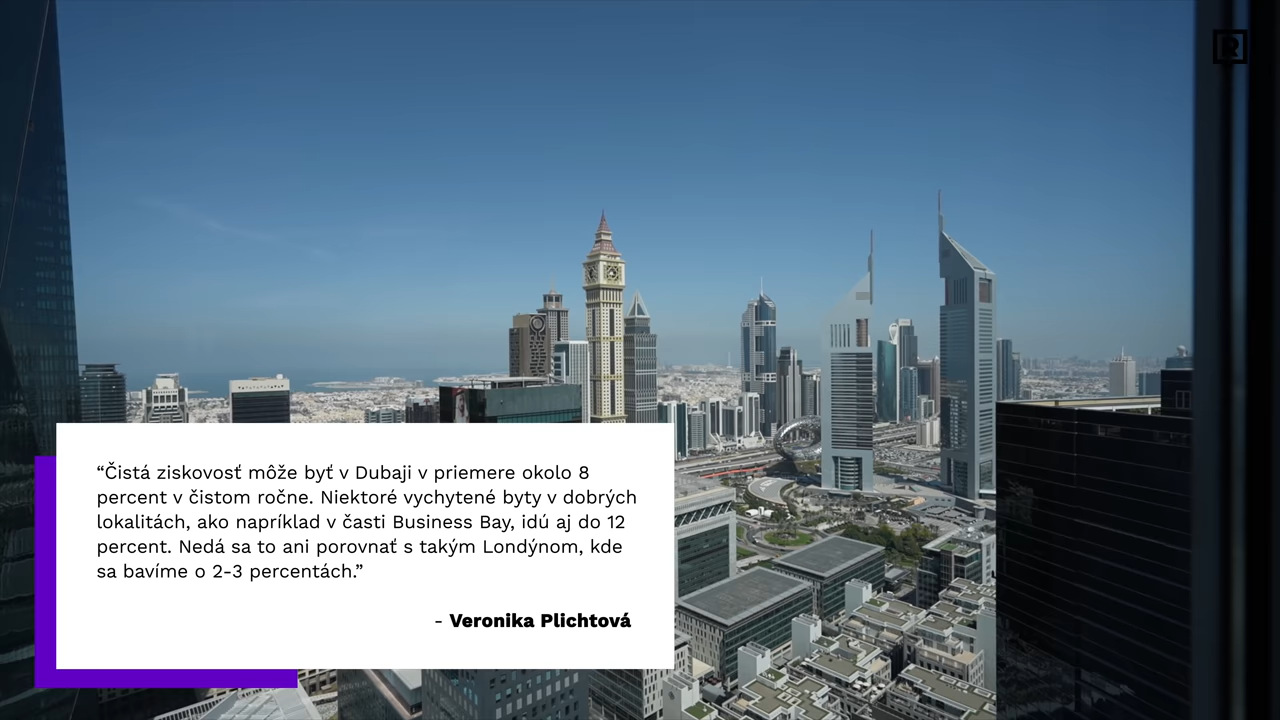 R
“Čistá ziskovosť môže byť v Dubaji v priemere okolo 8
percent v čistom ročne. Niektoré vychytené byty v dobrých
lokalitách, ako napríklad v časti Business Bay, idú aj do 12
percent. Nedá sa to ani porovnať s takým Londýnom, kde
sa bavíme o 2-3 percentách.”
- Veronika Plichtová